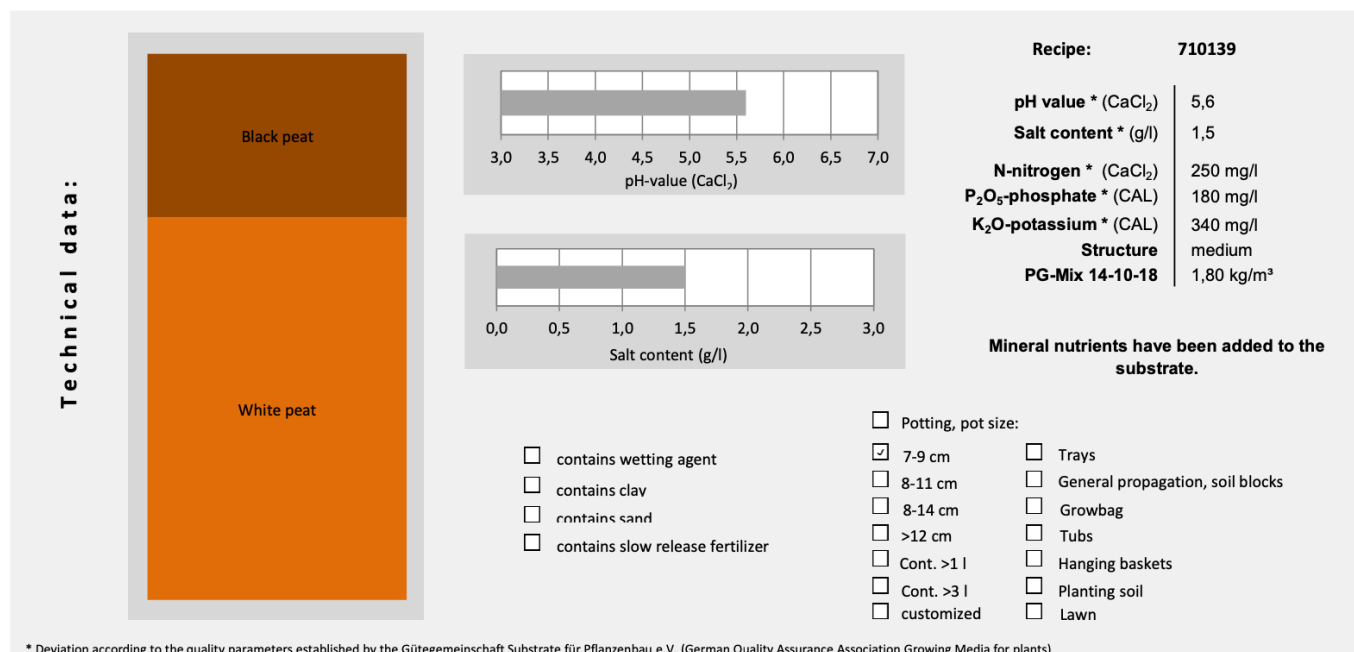 Technical data:
Black peat
White peat
3,0 3,5 4,0 4,5 5,0 5,5 6,0 6,5 7,0
pH-value (CaCl₂)
0,0 0,5 1,0 1,5 2,0 2,5 3,0
Salt content (g/l)
Recipe: 710139
pH value * (CaCl₂) 5,6
Salt content * (g/l) 1,5
N-nitrogen * (CaCl₂) 250 mg/l
P₂O₅-phosphate * (CAL) 180 mg/l
K₂O-potassium * (CAL) 340 mg/l
Structure medium
PG-Mix 14-10-18 1,80 kg/m³
Mineral nutrients have been added to the
substrate.
contains wetting agent
contains clay
contains sand
contains slow release fertilizer
Potting, pot size:
7-9 cm
8-11 cm
8-14 cm
>12 cm
Cont. >1 l
Cont. >3 l
customized
Trays
General propagation, soil blocks
Growbag
Tubs
Hanging baskets
Planting soil
Lawn
* Deviation according to the quality parameters established by the Gütegemeinschaft Substrate für Pflanzenbau e.V. (German Quality Assurance Association Growing Media for plants)